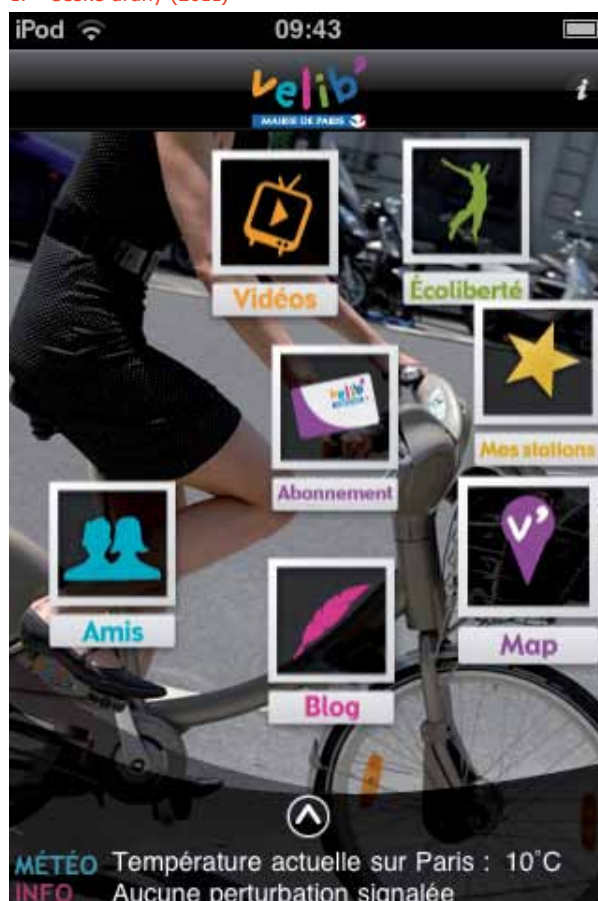 iPod 09:43
velib'
MAIRIE DE PARIS
i
Vidéos
Écoliberté
velib'
Mes stations
Abonnement
v'
Amis
Map
Blog
MÉTÉO Température actuelle sur Paris : 10°C
INFO Aucune perturbation signalée